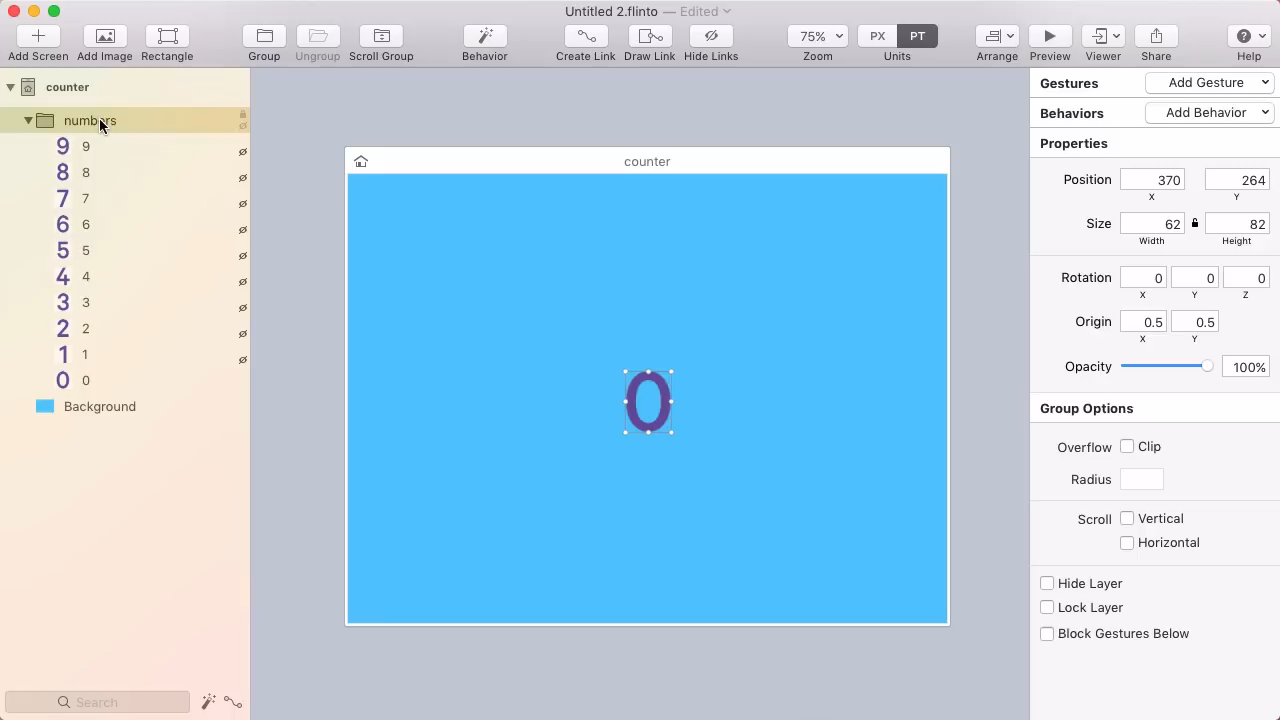 Untitled 2.flinto — Edited
Add Screen
Add Image
Rectangle
Group
Ungroup
Scroll Group
Behavior
Create Link
Draw Link
Hide Links
75%
Zoom
PX
PT
Units
Arrange
Preview
Viewer
Share
?
Help
counter
numbers
9 9
8 8
7 7
6 6
5 5
4 4
3 3
2 2
1 1
0 0
Background
Search
counter
0
Gestures
Add Gesture
Behaviors
Add Behavior
Properties
Position
370
264
X
Y
Size
62
82
Width
Height
Rotation
0
0
0
X
Y
Z
Origin
0.5
0.5
X
Y
Opacity
100%
Group Options
Overflow
Clip
Radius
Scroll
Vertical
Horizontal
Hide Layer
Lock Layer
Block Gestures Below